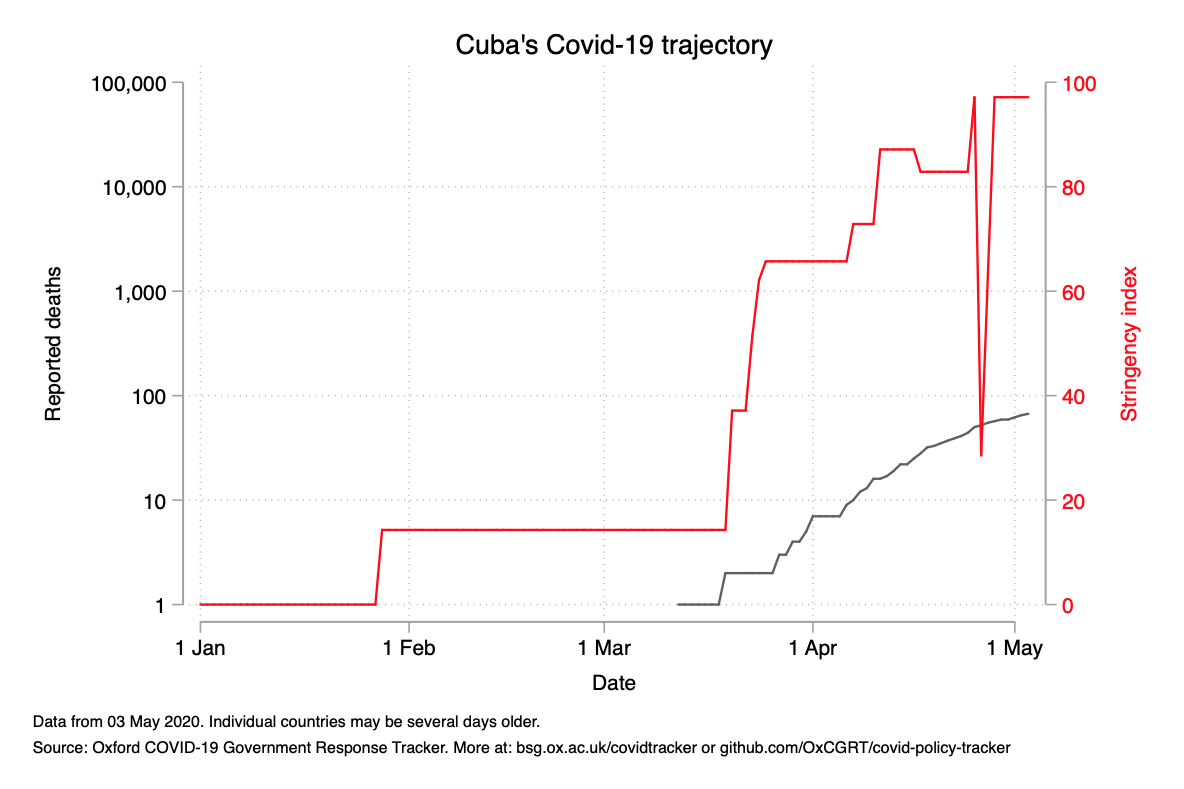 Cuba's Covid-19 trajectory
100,000
10,000
1,000
100
10
1
Reported deaths
100
80
60
40
20
0
Stringency index
1 Jan
1 Feb
1 Mar
1 Apr
1 May
Date
Data from 03 May 2020. Individual countries may be several days older.
Source: Oxford COVID-19 Government Response Tracker. More at: bsg.ox.ac.uk/covidtracker or github.com/OxCGRT/covid-policy-tracker